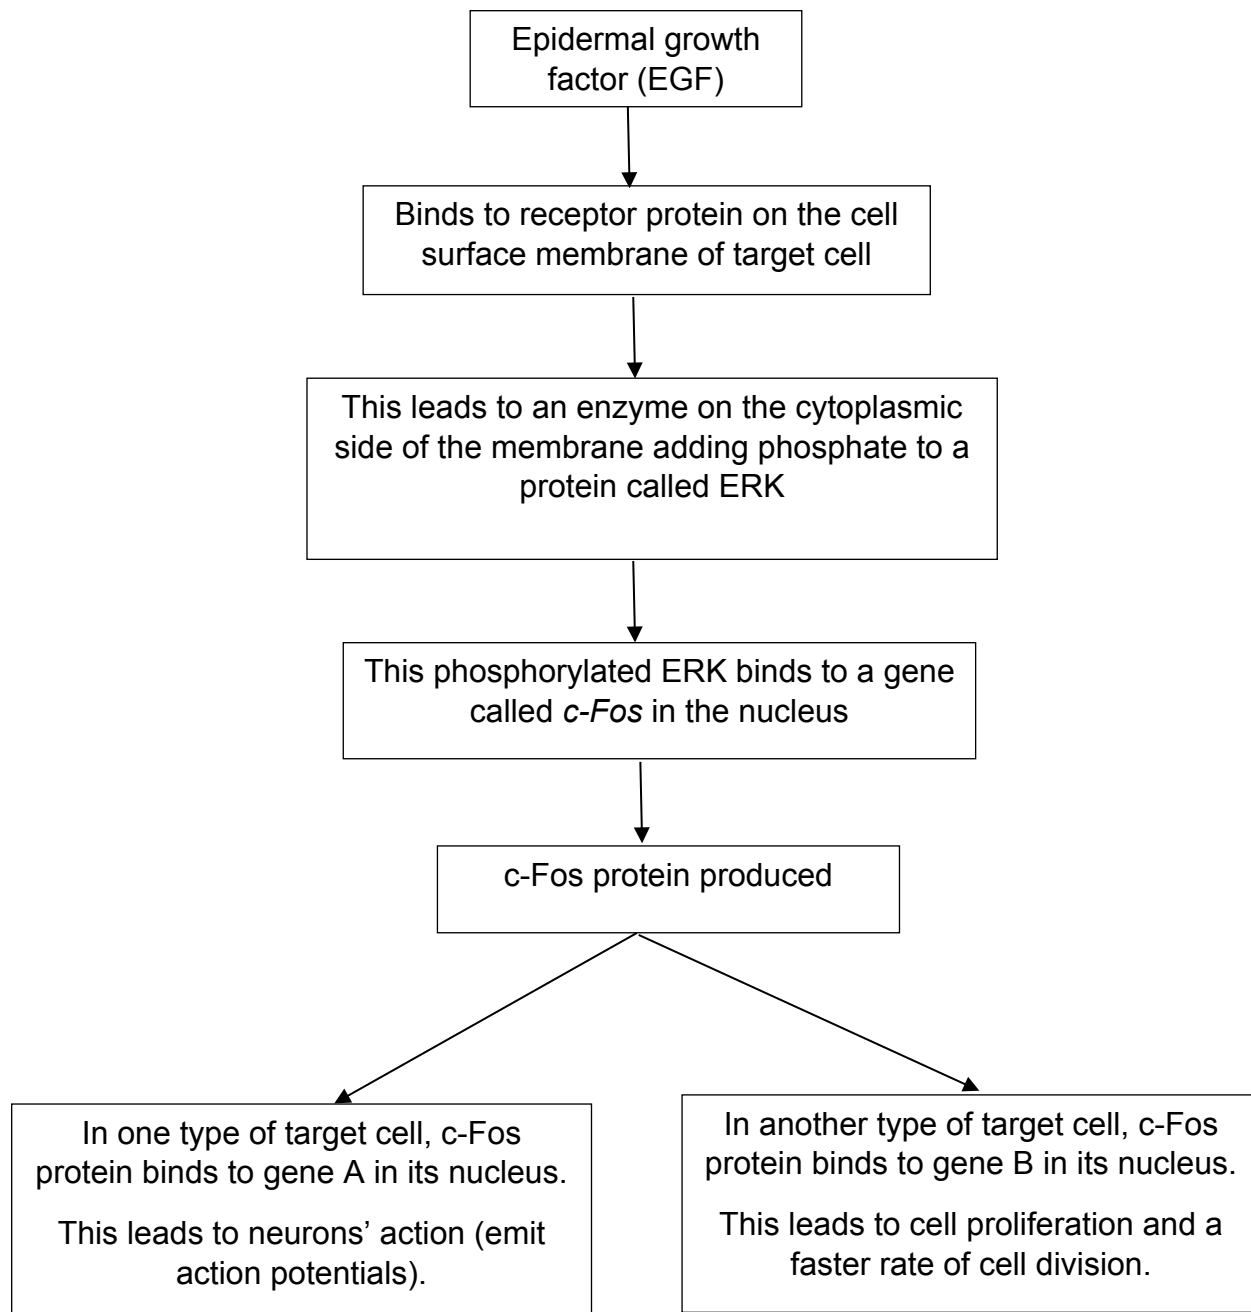 Epidermal growth
factor (EGF)
Binds to receptor protein on the cell
surface membrane of target cell
This leads to an enzyme on the cytoplasmic
side of the membrane adding phosphate to a
protein called ERK
This phosphorylated ERK binds to a gene
called c-Fos in the nucleus
c-Fos protein produced
In one type of target cell, c-Fos
protein binds to gene A in its nucleus.
This leads to neurons’ action (emit
action potentials).
In another type of target cell, c-Fos
protein binds to gene B in its nucleus.
This leads to cell proliferation and a
faster rate of cell division.